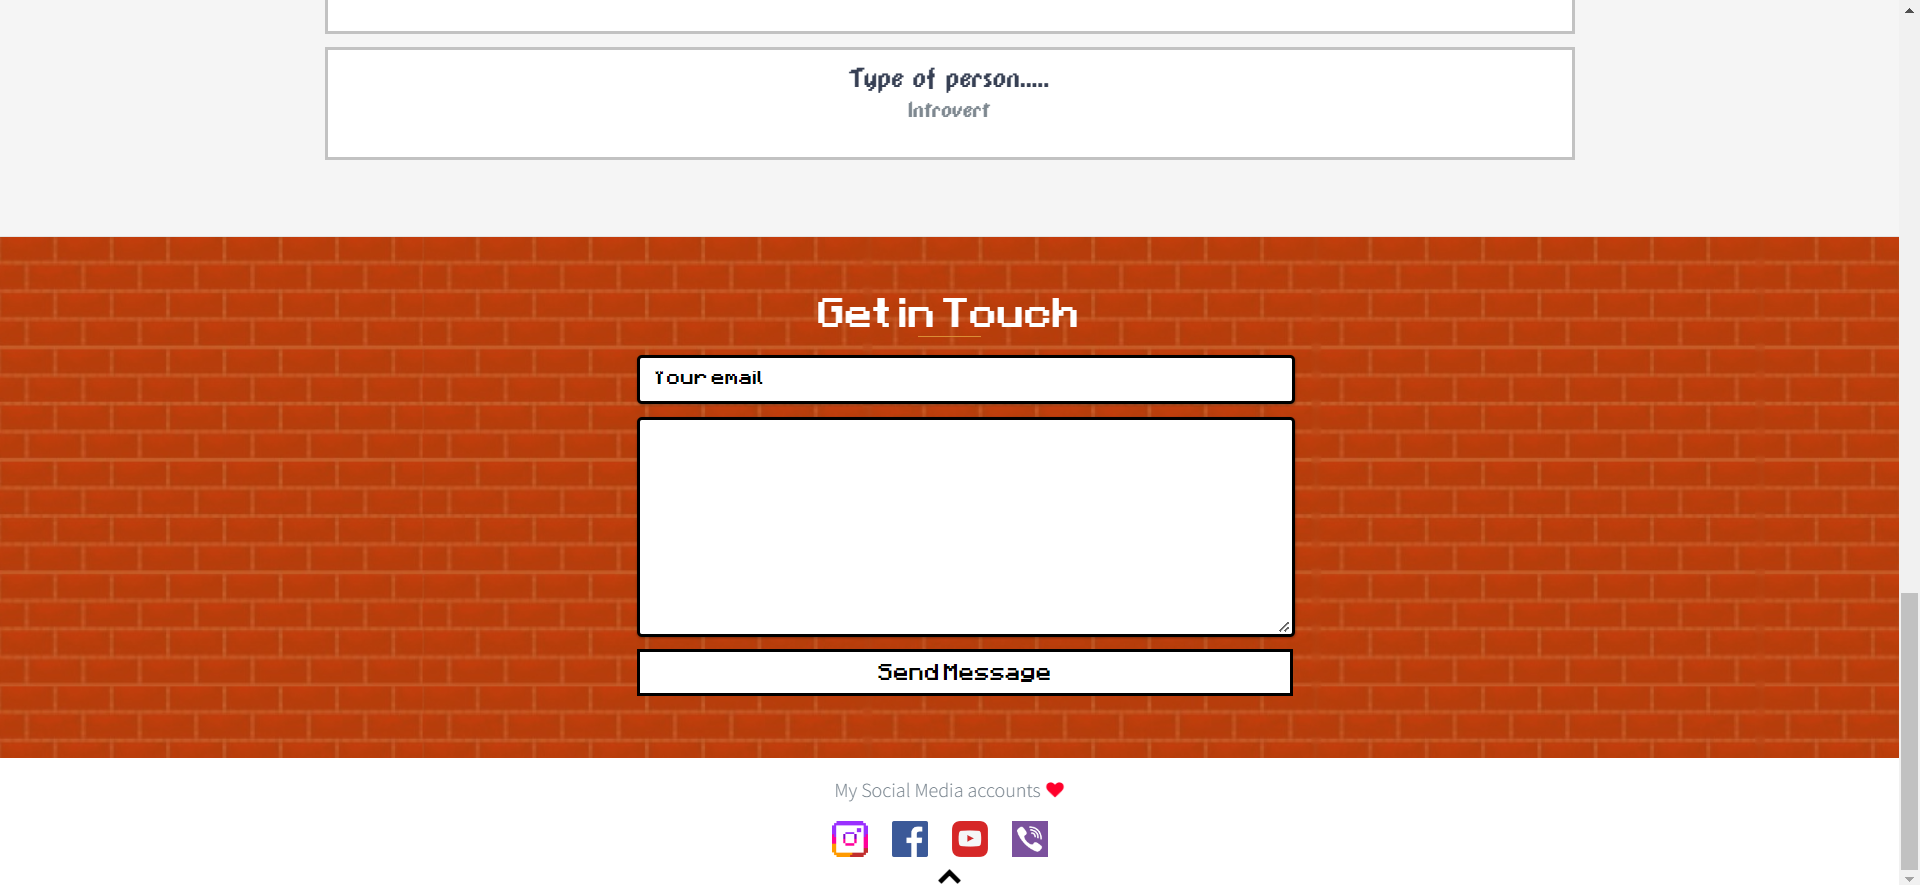 Type of person.....
Introvert
Get in Touch
Your email
Send Message
My Social Media accounts